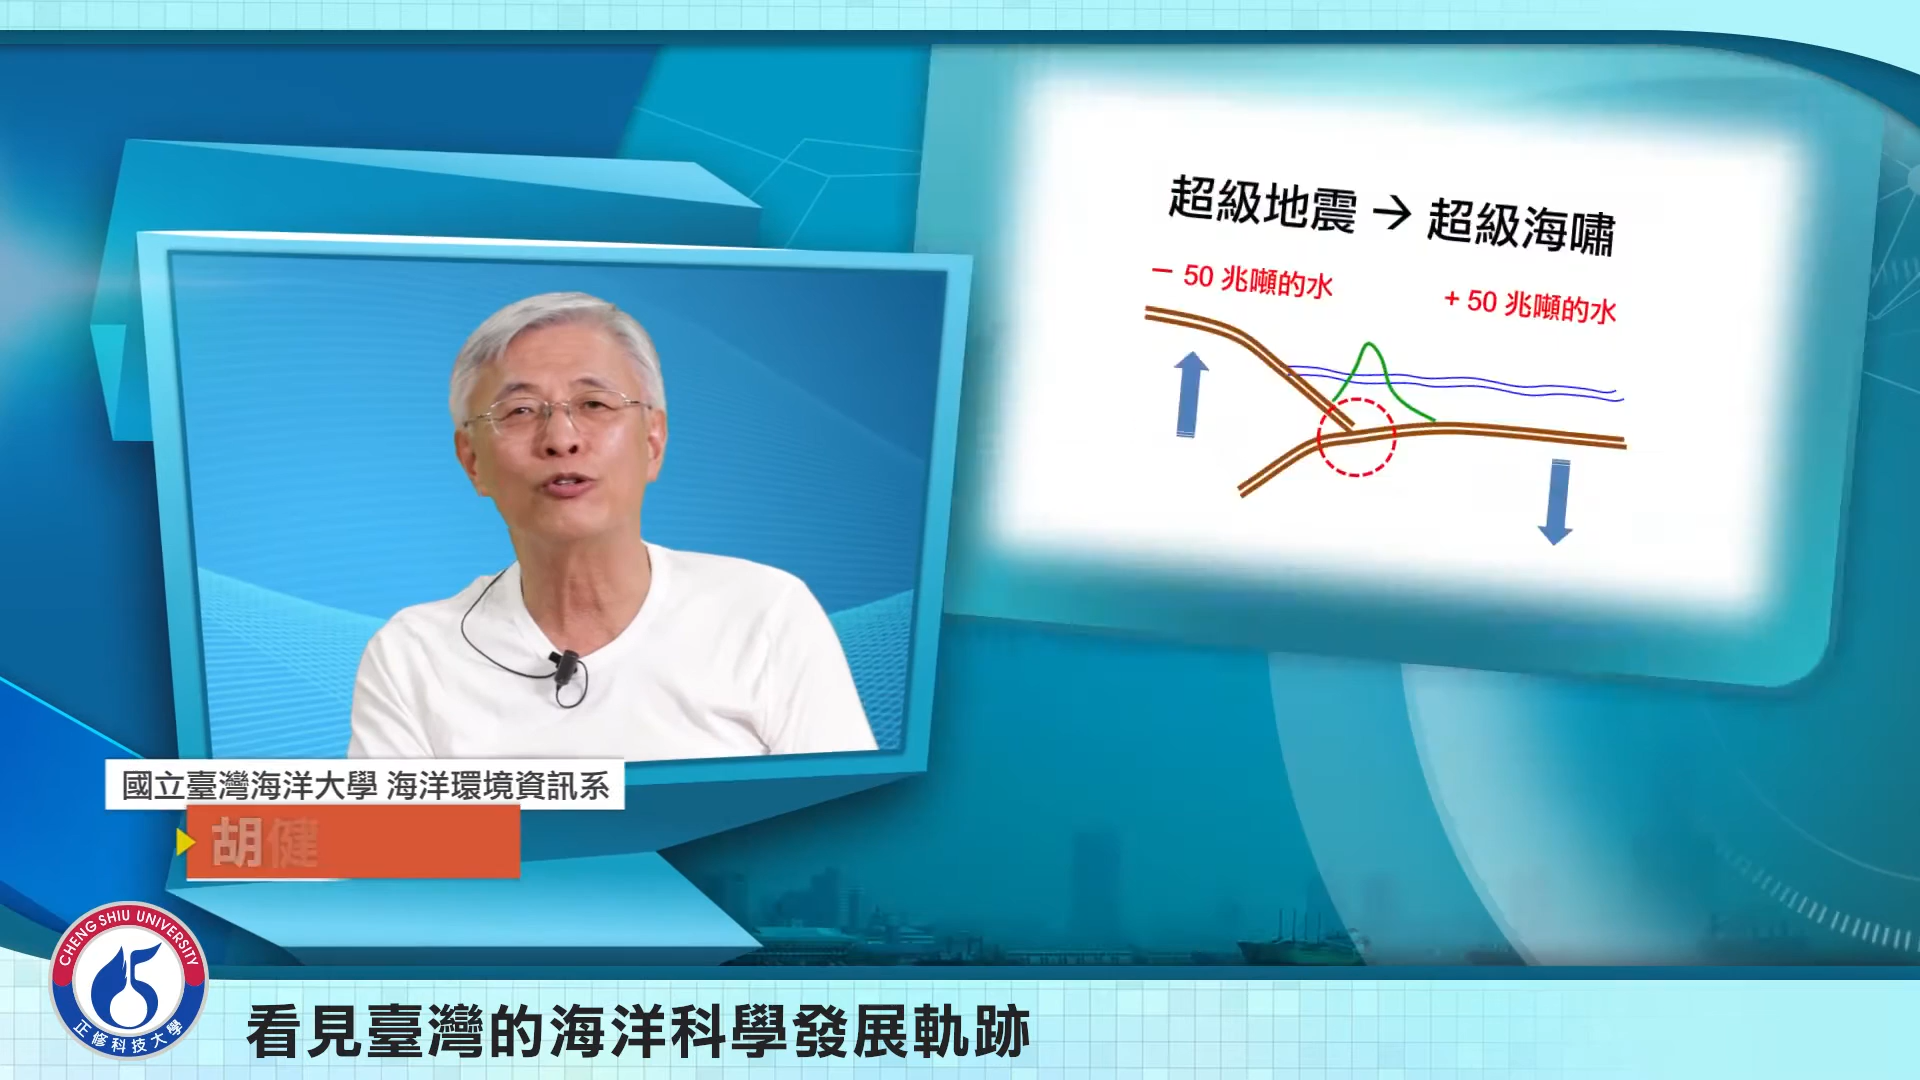 超級地震 → 超級海嘯
− 50 兆噸的水
+ 50 兆噸的水
國立臺灣海洋大學 海洋環境資訊系
胡健
CHENG SHIU UNIVERSITY
正修科技大學
看見臺灣的海洋科學發展軌跡